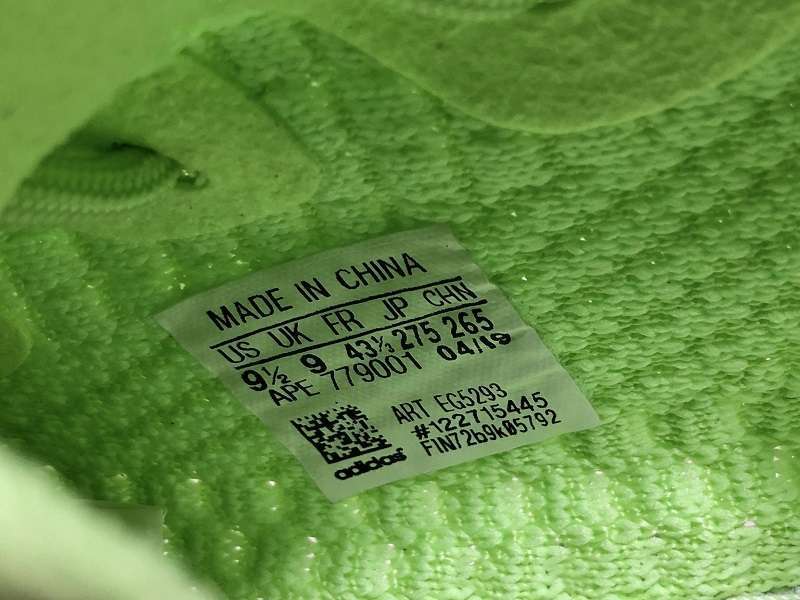 MADE IN CHINA
US UK FR JP CHN
9½ 9 43⅓ 275 265
APE 779001 04/19
ART EG5293
#122715445
F1N72b9k05792
adidas